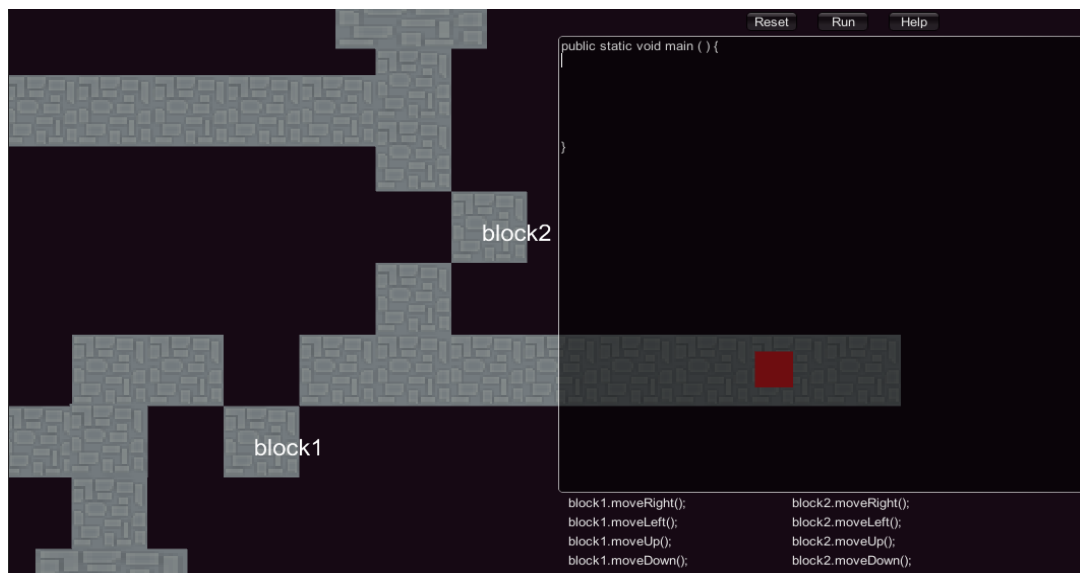 Reset Run Help
public static void main ( ) {
}
block2
block1
block1.moveRight(); block2.moveRight();
block1.moveLeft(); block2.moveLeft();
block1.moveUp(); block2.moveUp();
block1.moveDown(); block2.moveDown();